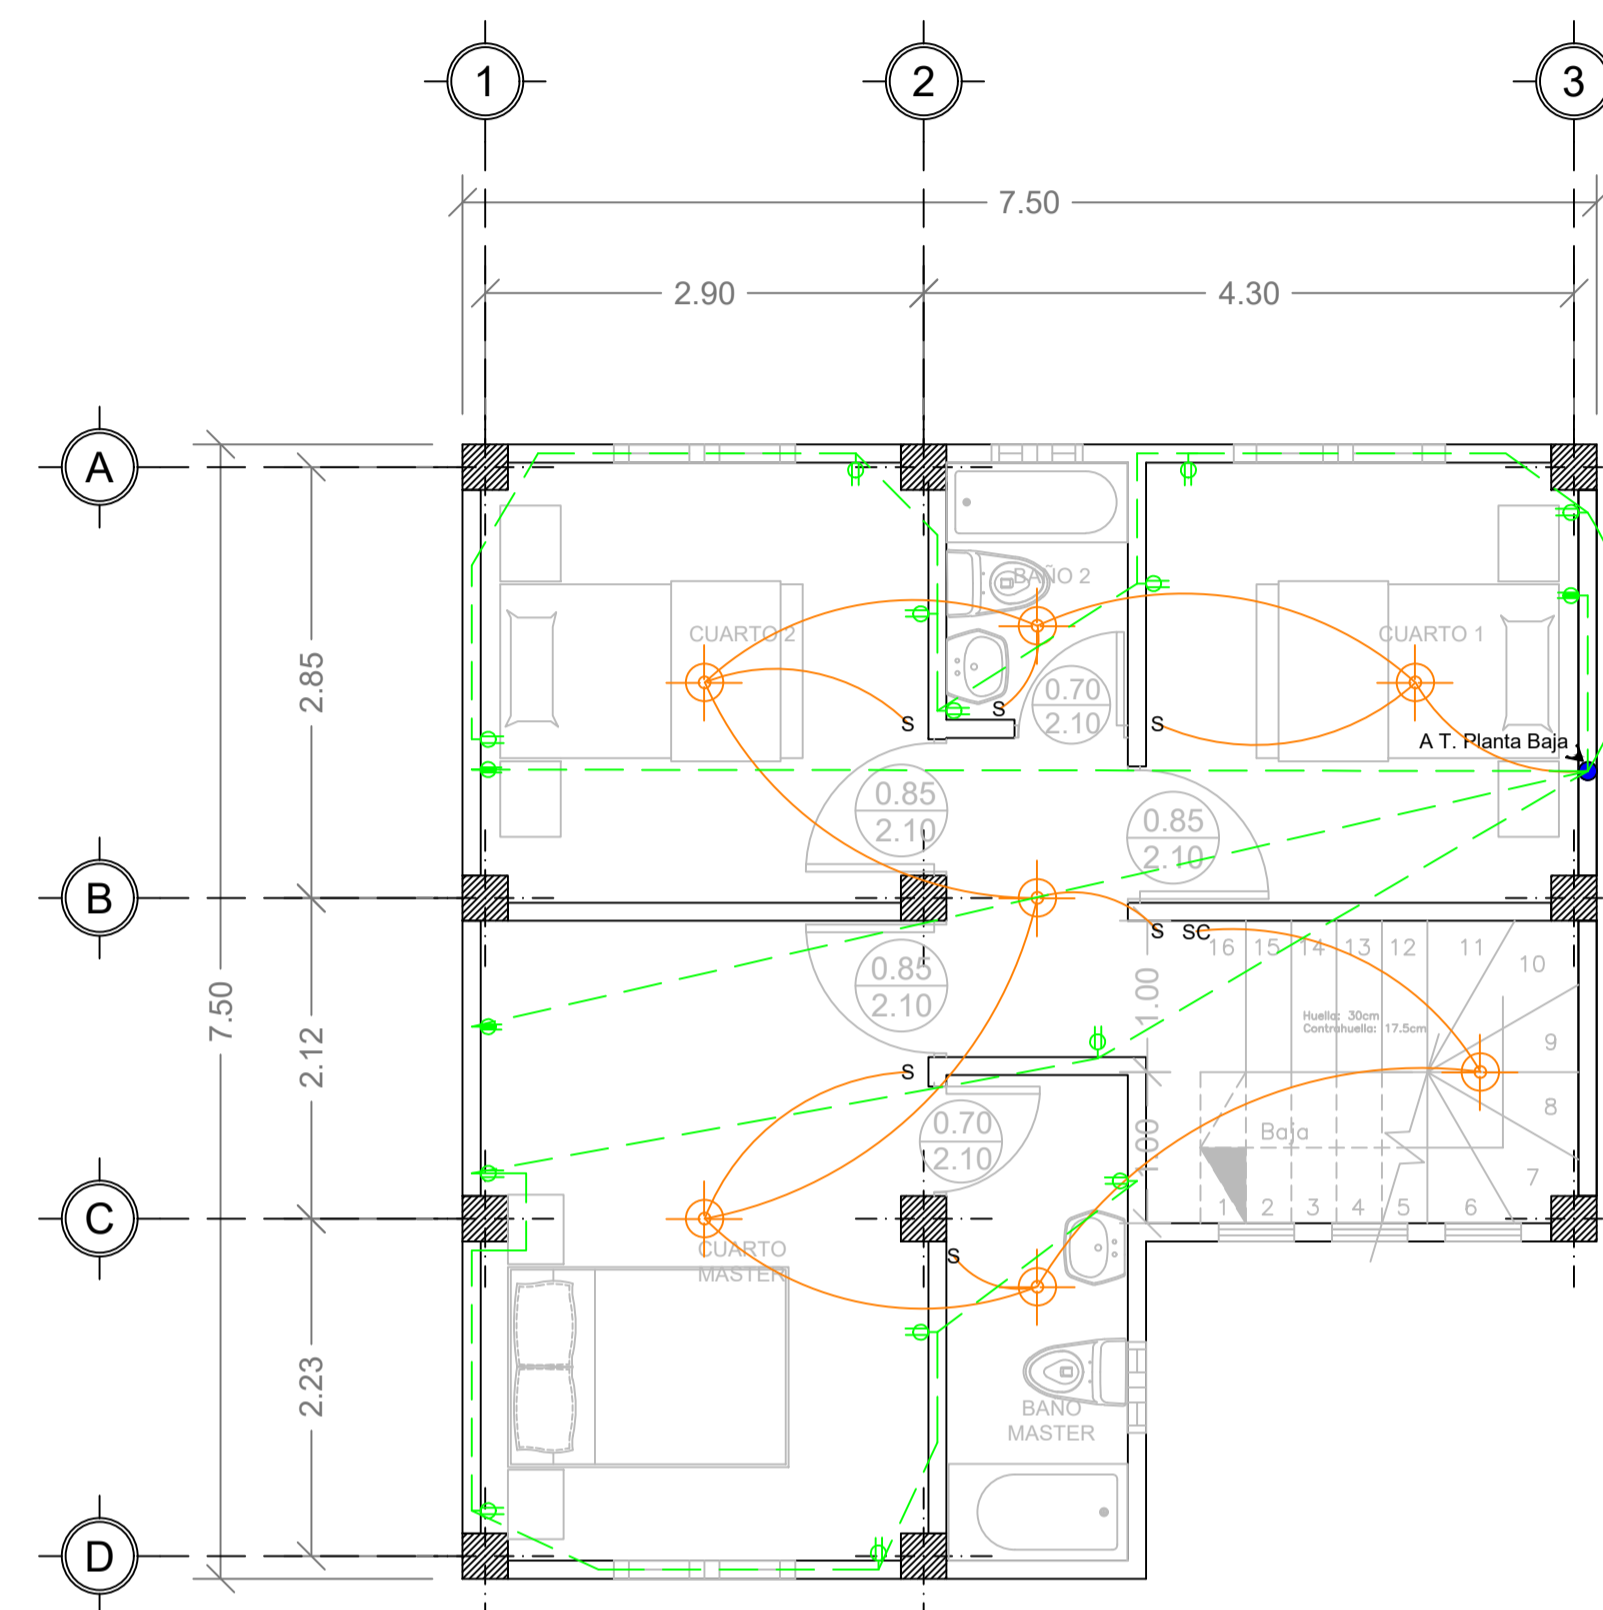 1
2
3
7.50
2.90
4.30
A
B
C
D
7.50
2.85
2.12
2.23
CUARTO 2
BAÑO 2
CUARTO 1
S
S
S
0.70
2.10
A T. Planta Baja
0.85
2.10
0.85
2.10
S
SC
16
15
14
13
12
11
10
9
8
7
0.85
2.10
1.00
Huella: 30cm
Contrahuella: 17.5cm
S
0.70
2.10
1.00
Baja
1
2
3
4
5
6
CUARTO
MASTER
S
BAÑO
MASTER